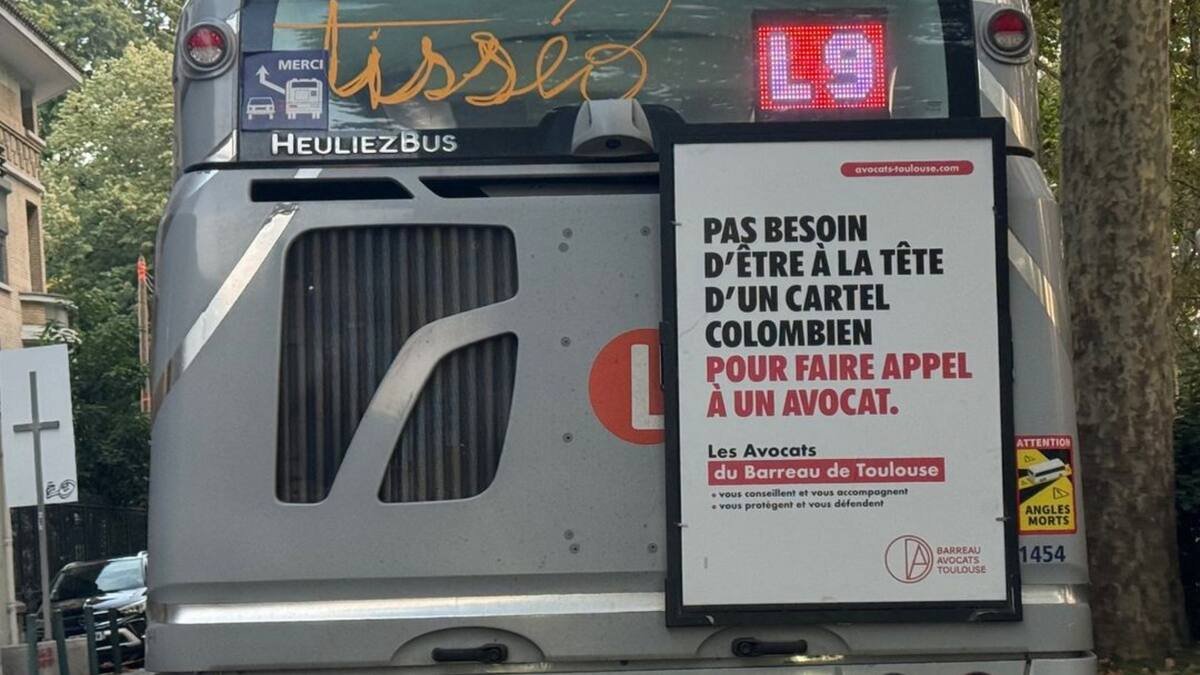 tisséo
L9
MERCI
HEULIEZBUS
avocats-toulouse.com
PAS BESOIN
D'ÊTRE À LA TÊTE
D'UN CARTEL
COLOMBIEN
POUR FAIRE APPEL
À UN AVOCAT.
Les Avocats
du Barreau de Toulouse
• vous conseillent et vous accompagnent
• vous protègent et vous défendent
BARREAU
AVOCATS
TOULOUSE
L
ATTENTION
ANGLES
MORTS
1454